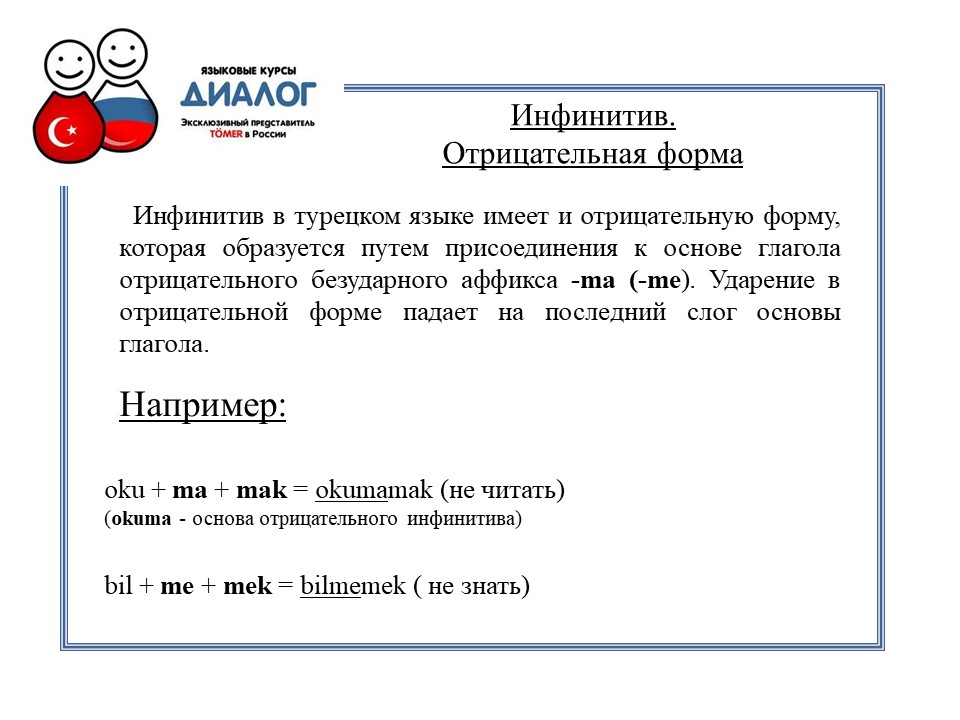 ЯЗЫКОВЫЕ КУРСЫ
ДИАЛОГ
Эксклюзивный представитель
TÖMER в России
Инфинитив.
Отрицательная форма
Инфинитив в турецком языке имеет и отрицательную форму,
которая образуется путем присоединения к основе глагола
отрицательного безударного аффикса -ma (-me). Ударение в
отрицательной форме падает на последний слог основы
глагола.
Например:
oku + ma + mak = okumamak (не читать)
(okuma - основа отрицательного инфинитива)
bil + me + mek = bilmemek ( не знать)